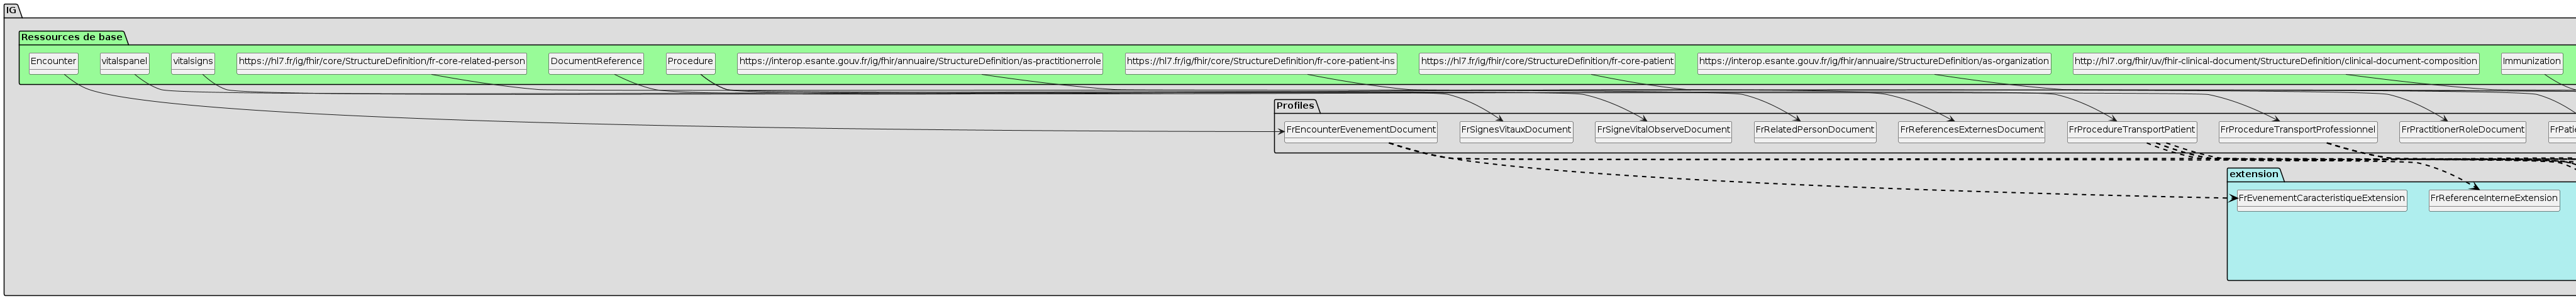 IG
Ressources de base
Encounter
vitalspanel
vitalsigns
https://hl7.fr/ig/fhir/core/StructureDefinition/fr-core-related-person
DocumentReference
Procedure
https://interop.esante.gouv.fr/ig/fhir/annuaire/StructureDefinition/as-practitionerrole
https://hl7.fr/ig/fhir/core/StructureDefinition/fr-core-patient-ins
https://hl7.fr/ig/fhir/core/StructureDefinition/fr-core-patient
https://interop.esante.gouv.fr/ig/fhir/annuaire/StructureDefinition/as-organization
http://hl7.org/fhir/uv/fhir-clinical-document/StructureDefinition/clinical-document-composition
Immunization
Profiles
FrEncounterEvenementDocument
FrSignesVitauxDocument
FrSigneVitalObserveDocument
FrRelatedPersonDocument
FrReferencesExternesDocument
FrProcedureTransportPatient
FrProcedureTransportProfessionnel
FrPractitionerRoleDocument
FrPatie
extension
FrEvenementCaracteristiqueExtension
FrReferenceInterneExtension